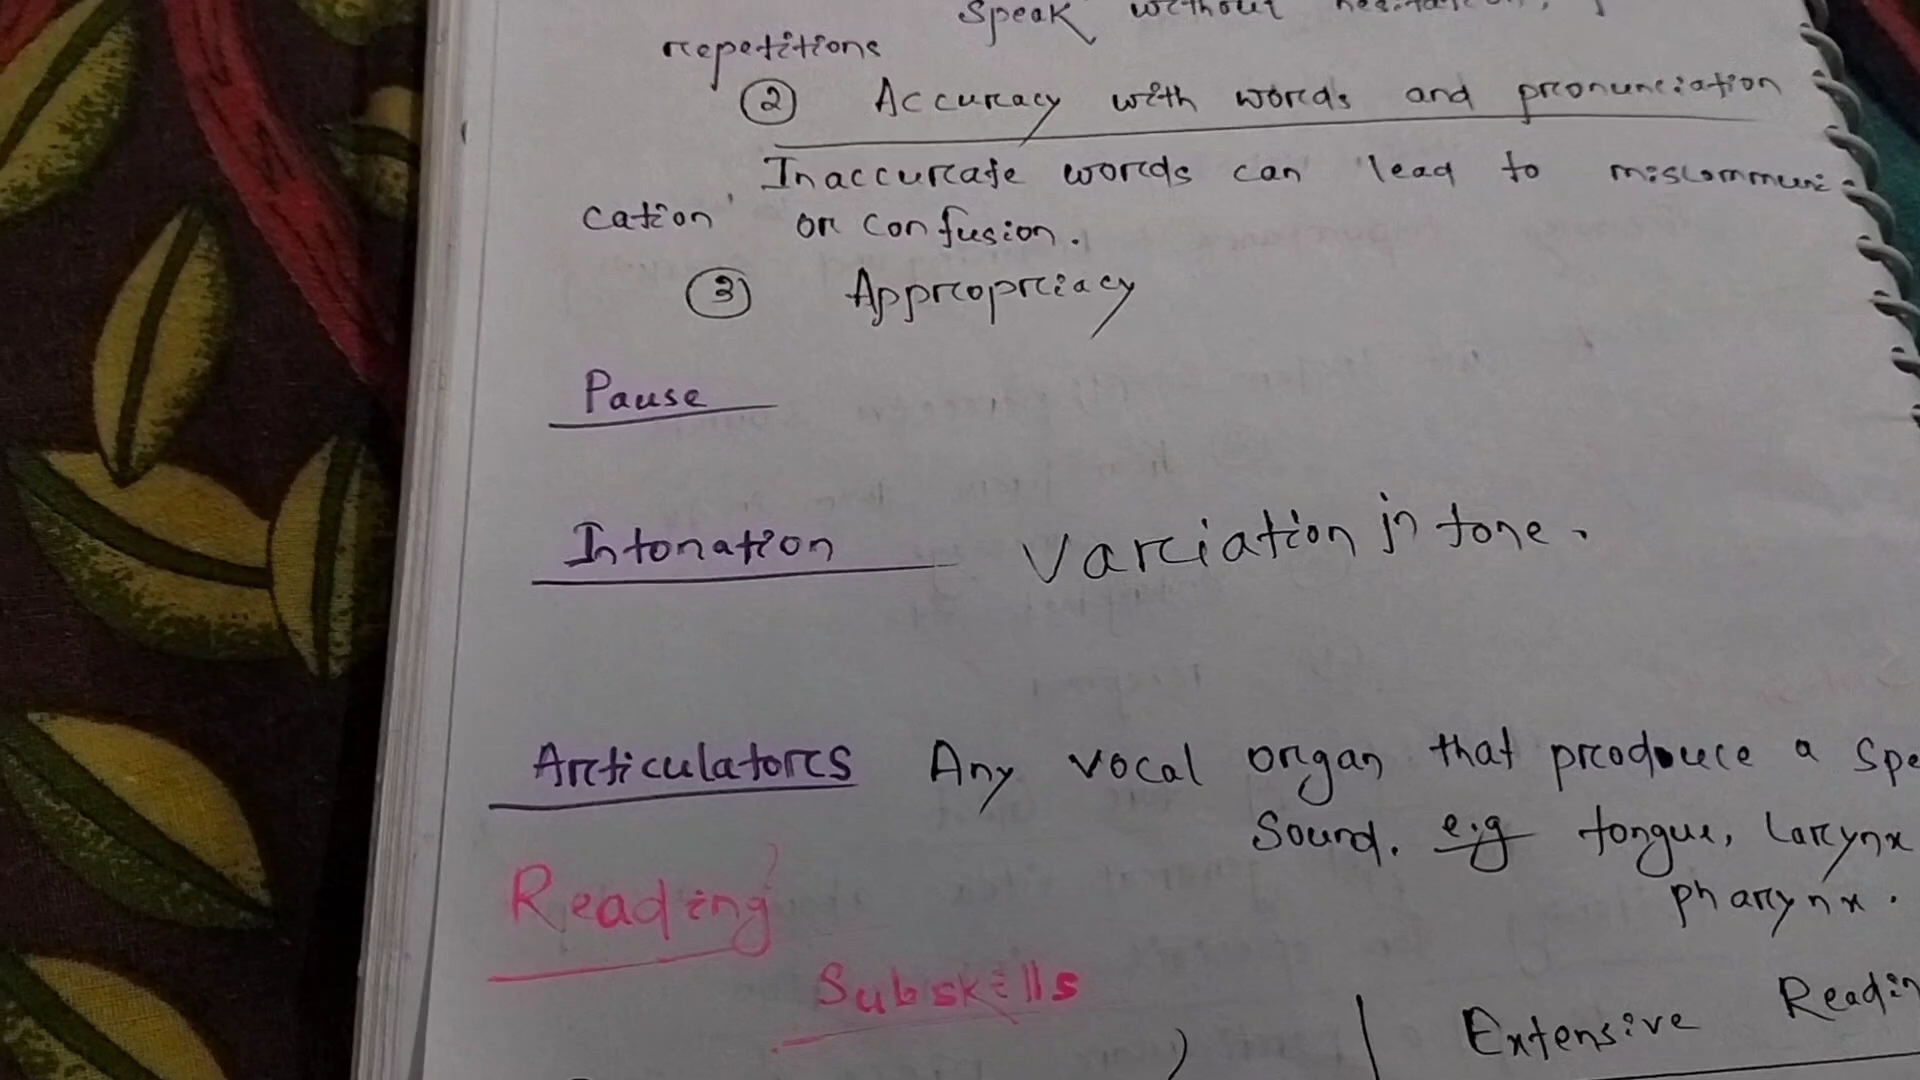 Speak without
repetitions
② Accuracy with words and pronunciation
Inaccurate words can lead to miscommuni-
cation or confusion.
③ Appropriacy
Pause
Intonation Variation in tone.
Articulators Any vocal organ that produce a Spe
Sound. e.g tongue, Larynx
pharynx.
Reading
Subskills
Extensive Readin